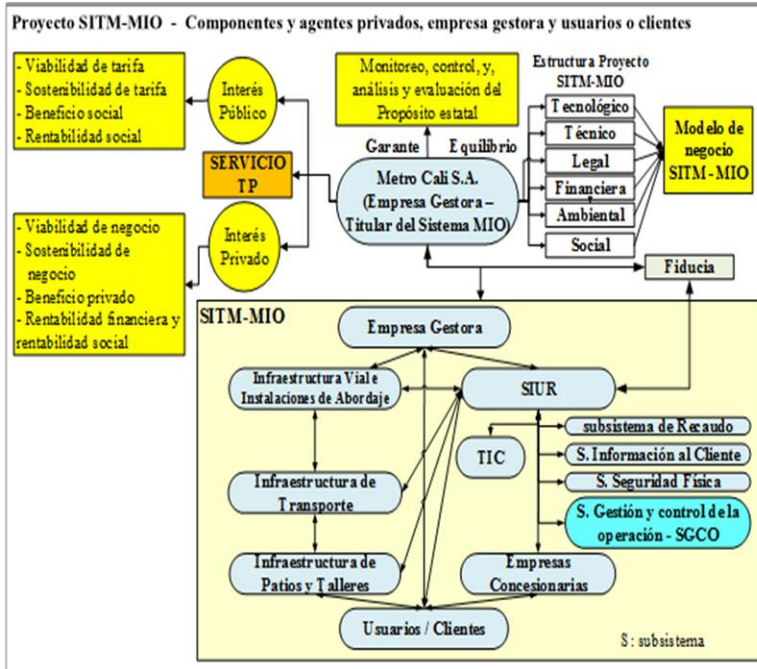 Proyecto SITM-MIO - Componentes y agentes privados, empresa gestora y usuarios o clientes
- Viabilidad de tarifa
- Sostenibilidad de tarifa
- Beneficio social
- Rentabilidad social
Interés
Público
Monitoreo, control, y,
análisis y evaluación del
Propósito estatal
Estructura Proyecto
SITM-MIO
Tecnológico
Técnico
Legal
Financiera
Ambiental
Social
Modelo de
negocio
SITM-MIO
Garante
Equilibrio
SERVICIO
TP
Metro Cali S.A.
(Empresa Gestora –
Titular del Sistema MIO)
- Viabilidad de negocio
- Sostenibilidad de
negocio
- Beneficio privado
- Rentabilidad financiera y
rentabilidad social
Interés
Privado
Fiducia
SITM-MIO
Empresa Gestora
Infraestructura Vial e
Instalaciones de Abordaje
SIUR
TIC
subsistema de Recaudo
S. Información al Cliente
S. Seguridad Física
S. Gestión y control de la
operación - SGCO
Infraestructura de
Transporte
Infraestructura de
Patios y Talleres
Empresas
Concesionarias
Usuarios / Clientes
S: subsistema